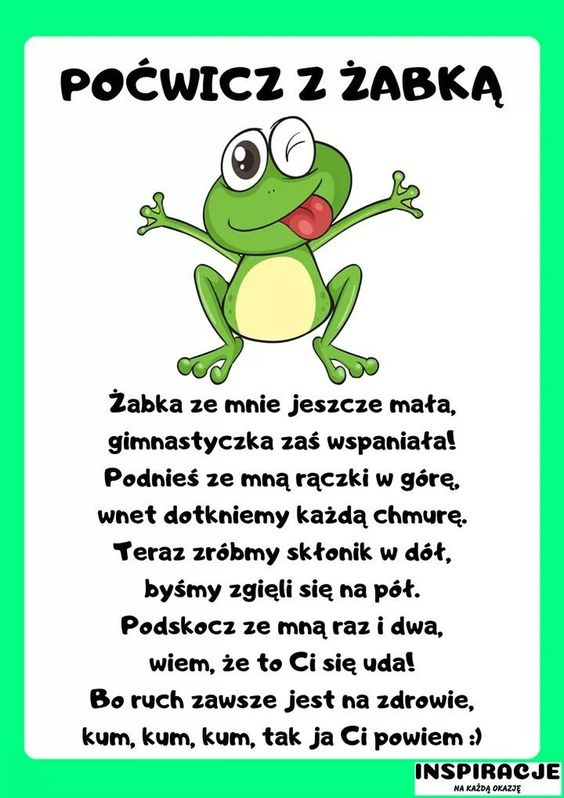 POĆWICZ Z ŻABKĄ
Żabka ze mnie jeszcze mała,
gimnastyczka zaś wspaniała!
Podnieś ze mną rączki w górę,
wnet dotkniemy każdą chmurę.
Teraz zróbmy skłonik w dół,
byśmy zgięli się na pół.
Podskocz ze mną raz i dwa,
wiem, że to Ci się uda!
Bo ruch zawsze jest na zdrowie,
kum, kum, kum, tak ja Ci powiem :)
INSPIRACJE
NA KAŻDĄ OKAZJĘ